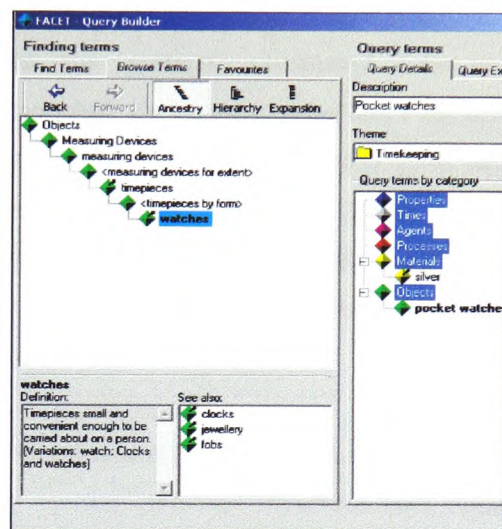 FACET - Query Builder
Finding terms
Find Terms Browse Terms Favourites
Back Forward Ancestry Hierarchy Expansion
Objects
Measuring Devices
measuring devices
<measuring devices for extent>
timepieces
<timepieces by form>
watches
watches
Definition:
Timepieces small and
convenient enough to be
carried about on a person.
(Variations: watch; Clocks
and watches)
See also:
clocks
jewellery
fobs
Query terms
Query Details Query Ex
Description
Pocket watches
Theme
Timekeeping
Query terms by category
Properties
Times
Agents
Processes
Materials
silver
Objects
pocket watche